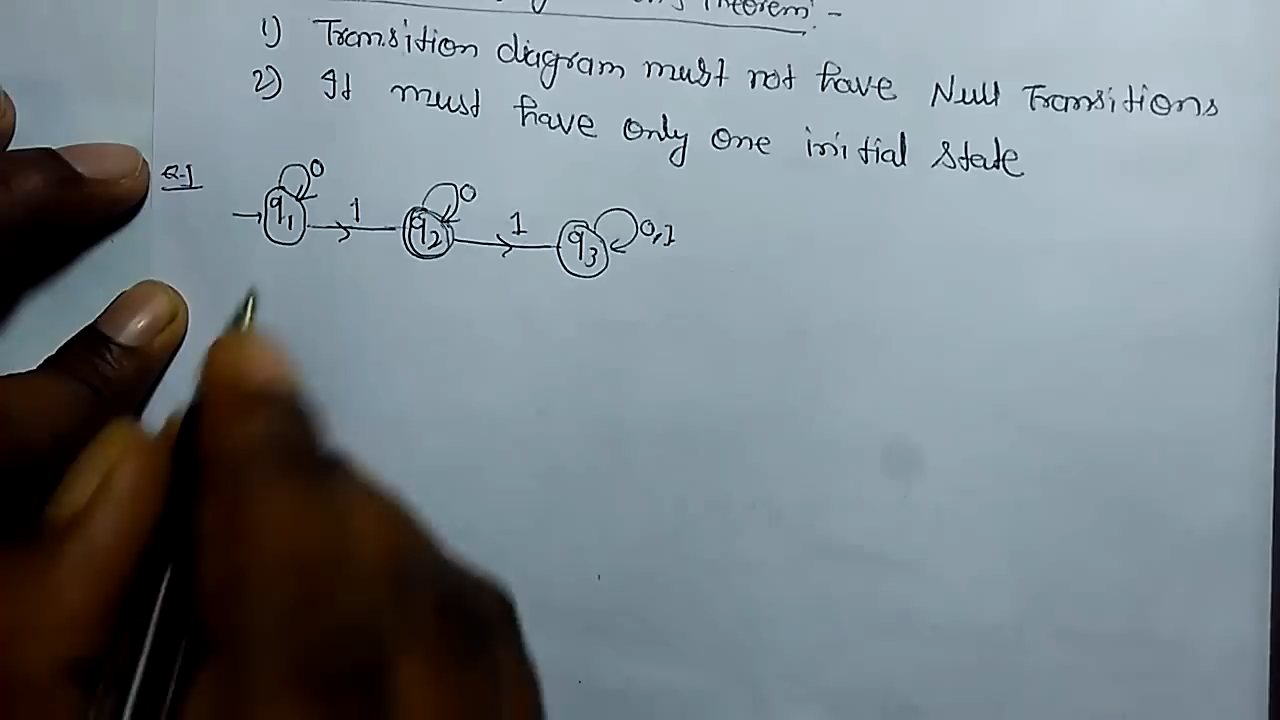 Theorem:-
1) Transition diagram must not have Null Transitions
2) It must have only one initial state
Q-1
0 0
q1 1 q2 1 q3 0,1